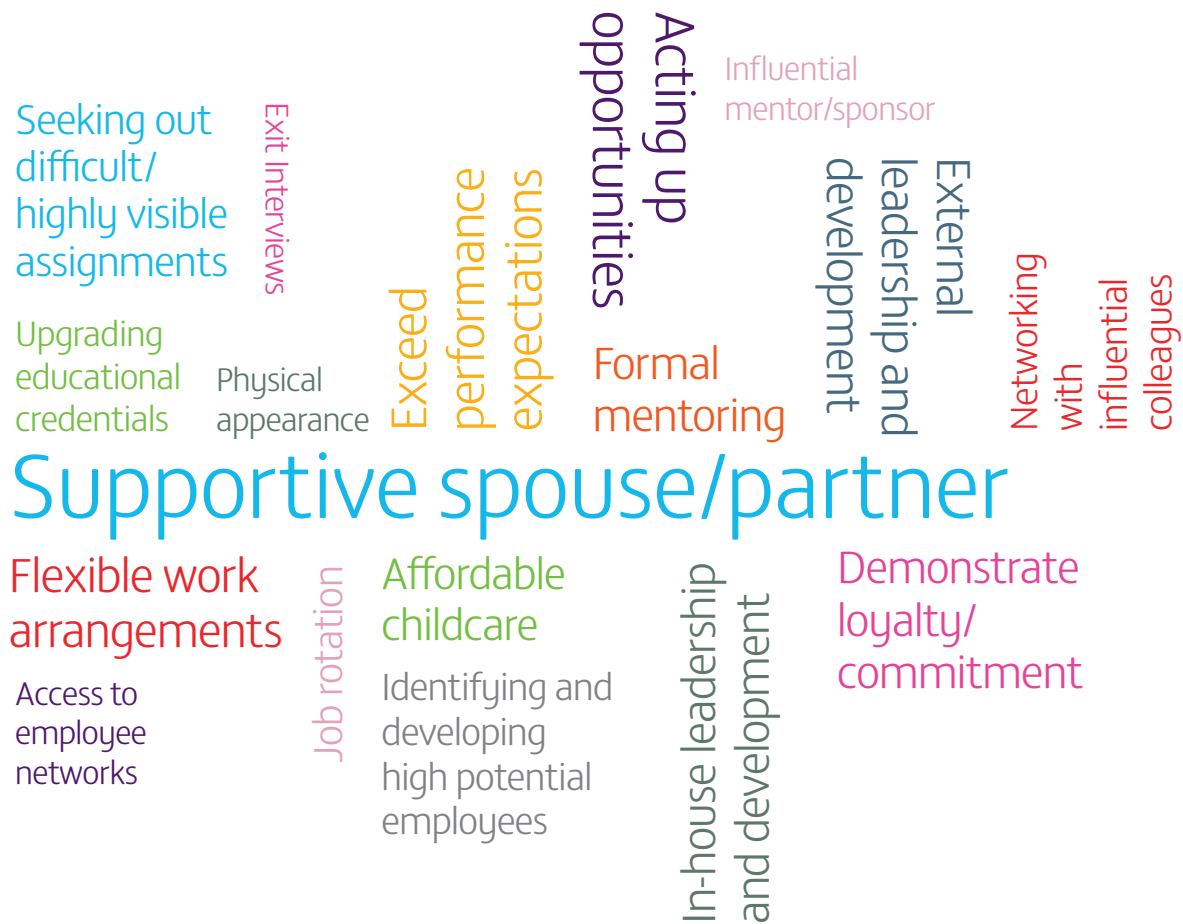 Acting up
opportunities
Influential
mentor/sponsor
Seeking out
difficult/
highly visible
assignments
Exit Interviews
Exceed
performance
expectations
External
leadership and
development
Networking
with
influential
colleagues
Upgrading
educational
credentials
Physical
appearance
Formal
mentoring
Supportive spouse/partner
Flexible work
arrangements
Job rotation
Affordable
childcare
In-house leadership
and development
Demonstrate
loyalty/
commitment
Access to
employee
networks
Identifying and
developing
high potential
employees